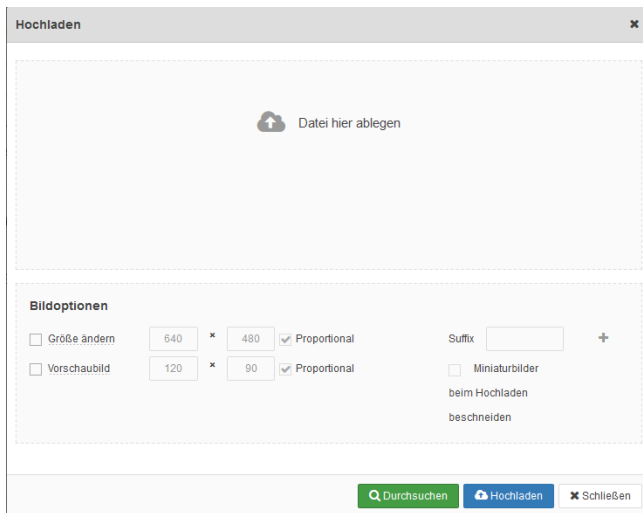 Hochladen
Datei hier ablegen
Bildoptionen
Größe ändern 640 × 480 Proportional Suffix
Vorschaubild 120 × 90 Proportional Miniaturbilder
beim Hochladen
beschneiden
Durchsuchen Hochladen Schließen